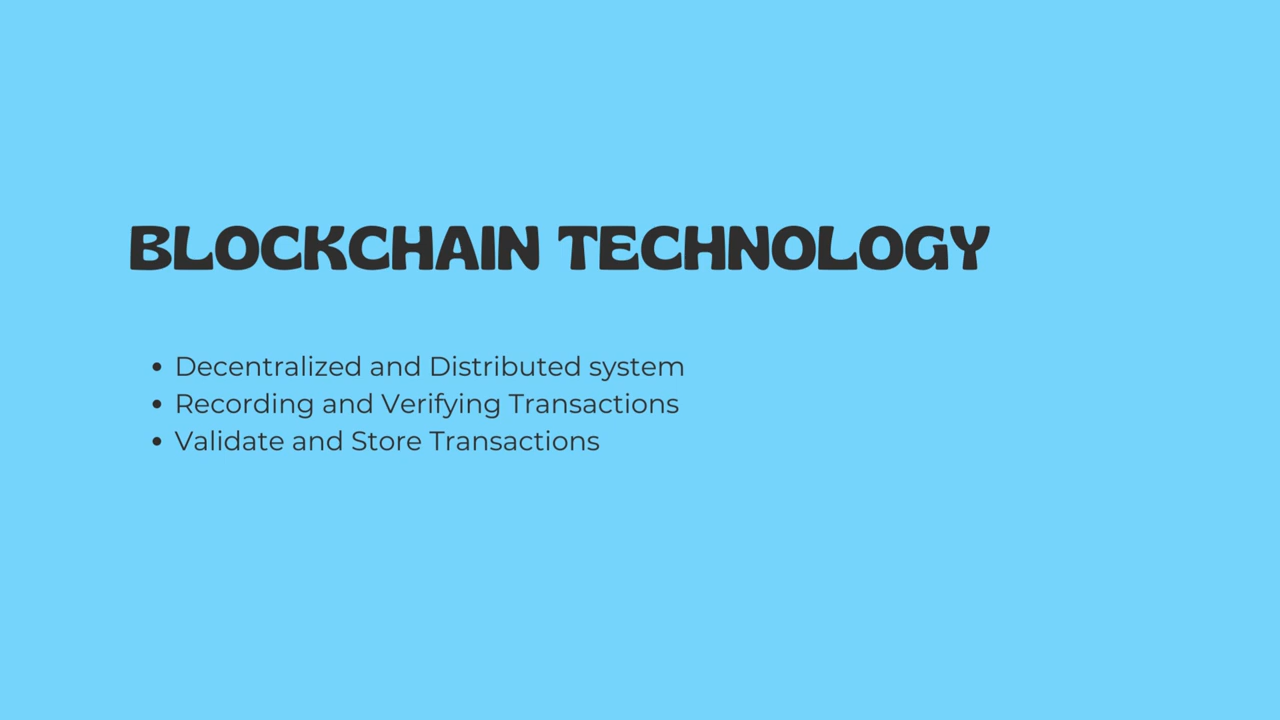 BLOCKCHAIN TECHNOLOGY
• Decentralized and Distributed system
• Recording and Verifying Transactions
• Validate and Store Transactions